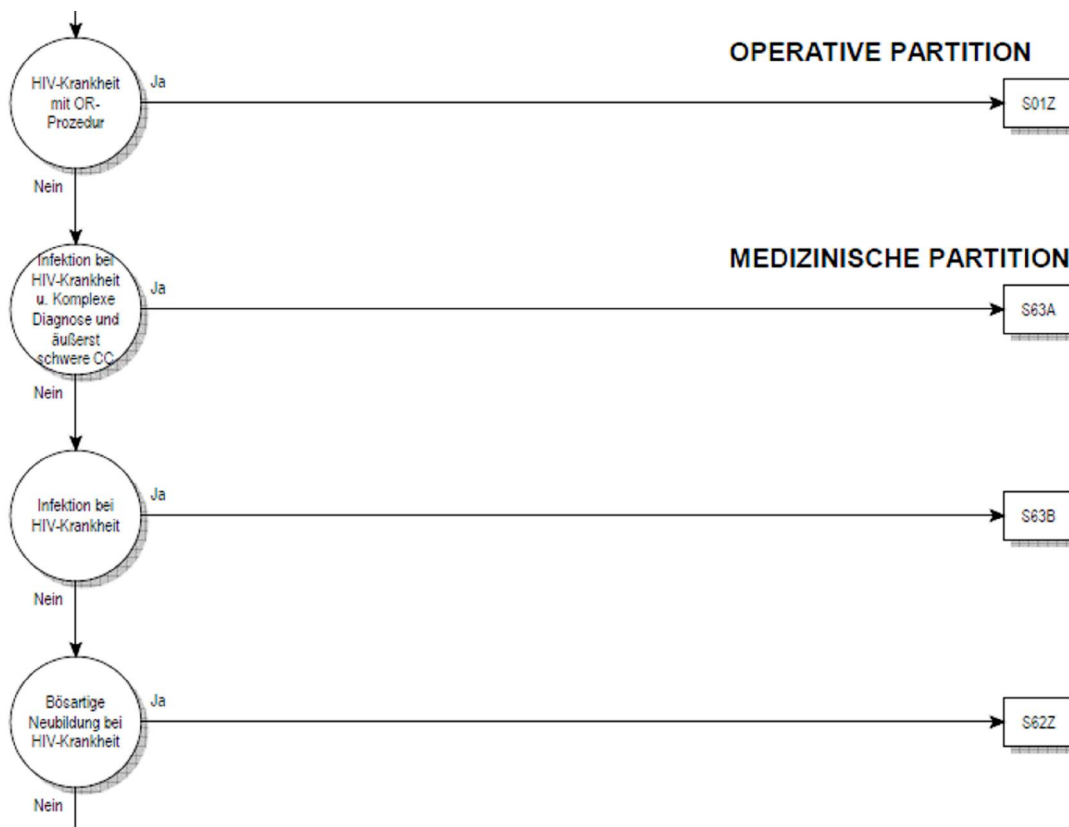 OPERATIVE PARTITION
HIV-Krankheit
mit OR-
Prozedur
Ja
S01Z
Nein
MEDIZINISCHE PARTITION
Infektion bei
HIV-Krankheit
u. Komplexe
Diagnose und
äußerst
schwere CC
Ja
S63A
Nein
Infektion bei
HIV-Krankheit
Ja
S63B
Nein
Bösartige
Neubildung bei
HIV-Krankheit
Ja
S62Z
Nein